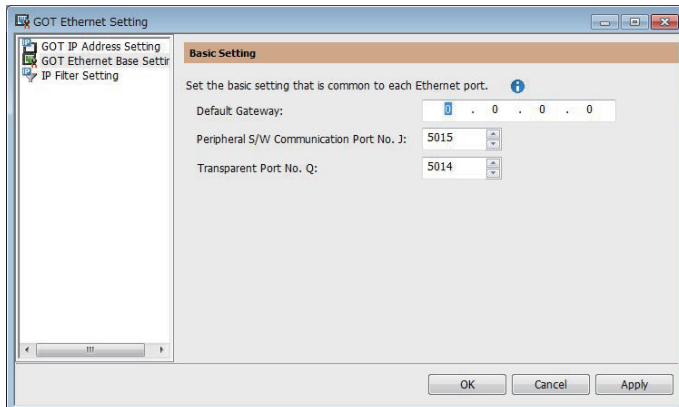 GOT Ethernet Setting
GOT IP Address Setting
GOT Ethernet Base Settin
IP Filter Setting
Basic Setting
Set the basic setting that is common to each Ethernet port.
Default Gateway: 0 . 0 . 0 . 0
Peripheral S/W Communication Port No. J: 5015
Transparent Port No. Q: 5014
OK Cancel Apply